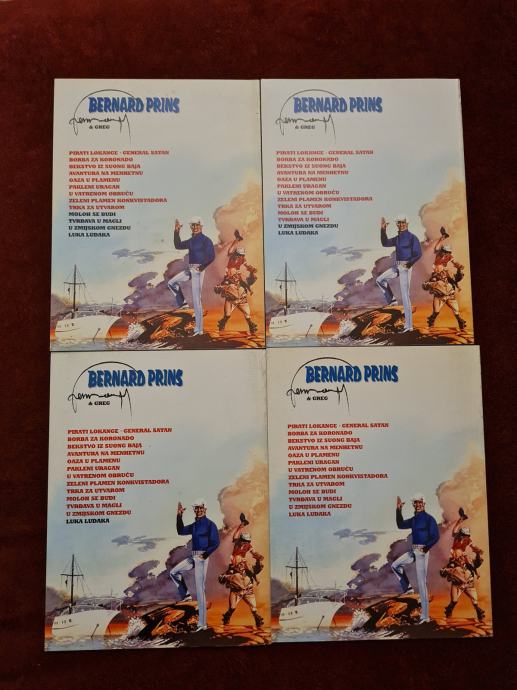 BERNARD PRINS
& GREG
PIRATI LOKANGE - GENERAL SATAN
BORBA ZA KORONADO
BEKSTVO IZ SUONG BAJA
AVANTURA NA MENHETNU
OAZA U PLAMENU
PAKLENI URAGAN
U VATRENOM OBRUČU
ZELENI PLAMEN KONKVISTADORA
TRKA ZA UTVAROM
MOLOH SE BUDI
TVRĐAVA U MAGLI
U ZMIJSKOM GNEZDU
LUKA LUDAKA
BERNARD PRINS
& GREG
PIRATI LOKANGE - GENERAL SATAN
BORBA ZA KORONADO
BEKSTVO IZ SUONG BAJA
AVANTURA NA MENHETNU
OAZA U PLAMENU
PAKLENI URAGAN
U VATRENOM OBRUČU
ZELENI PLAMEN KONKVISTADORA
TRKA ZA UTVAROM
MOLOH SE BUDI
TVRĐAVA U MAGLI
U ZMIJSKOM GNEZDU
LUKA LUDAKA
BERNARD PRINS
& GREG
PIRATI LOKANGE - GENERAL SATAN
BORBA ZA KORONADO
BEKSTVO IZ SUONG BAJA
AVANTURA NA MENHETNU
OAZA U PLAMENU
PAKLENI URAGAN
U VATRENOM OBRUČU
ZELENI PLAMEN KONKVISTADORA
TRKA ZA UTVAROM
MOLOH SE BUDI
TVRĐAVA U MAGLI
U ZMIJSKOM GNEZDU
LUKA LUDAKA
BERNARD PRINS
& GREG
PIRATI LOKANGE - GENERAL SATAN
BORBA ZA KORONADO
BEKSTVO IZ SUONG BAJA
AVANTURA NA MENHETNU
OAZA U PLAMENU
PAKLENI URAGAN
U VATRENOM OBRUČU
ZELENI PLAMEN KONKVISTADORA
TRKA ZA UTVAROM
MOLOH SE BUDI
TVRĐAVA U MAGLI
U ZMIJSKOM GNEZDU
LUKA LUDAKA